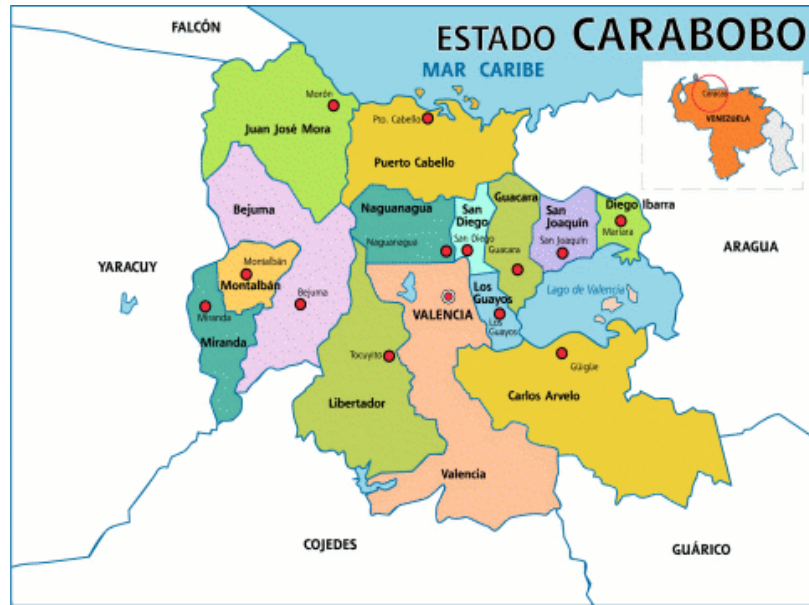 FALCÓN
ESTADO CARABOBO
MAR CARIBE
Caracas
VENEZUELA
Morón
Juan José Mora
Pto. Cabello
Puerto Cabello
Bejuma
Naguanagua
San
Diego
Guacara
San
Joaquín
Diego Ibarra
Mariara
Naguanagua
San Diego
Guacara
San Joaquín
ARAGUA
YARACUY
Montalbán
Montalbán
Bejuma
Miranda
Miranda
VALENCIA
Los
Guayos
Los
Guayos
Lago de Valencia
Tocuyito
Güigüe
Libertador
Carlos Arvelo
Valencia
COJEDES
GUÁRICO